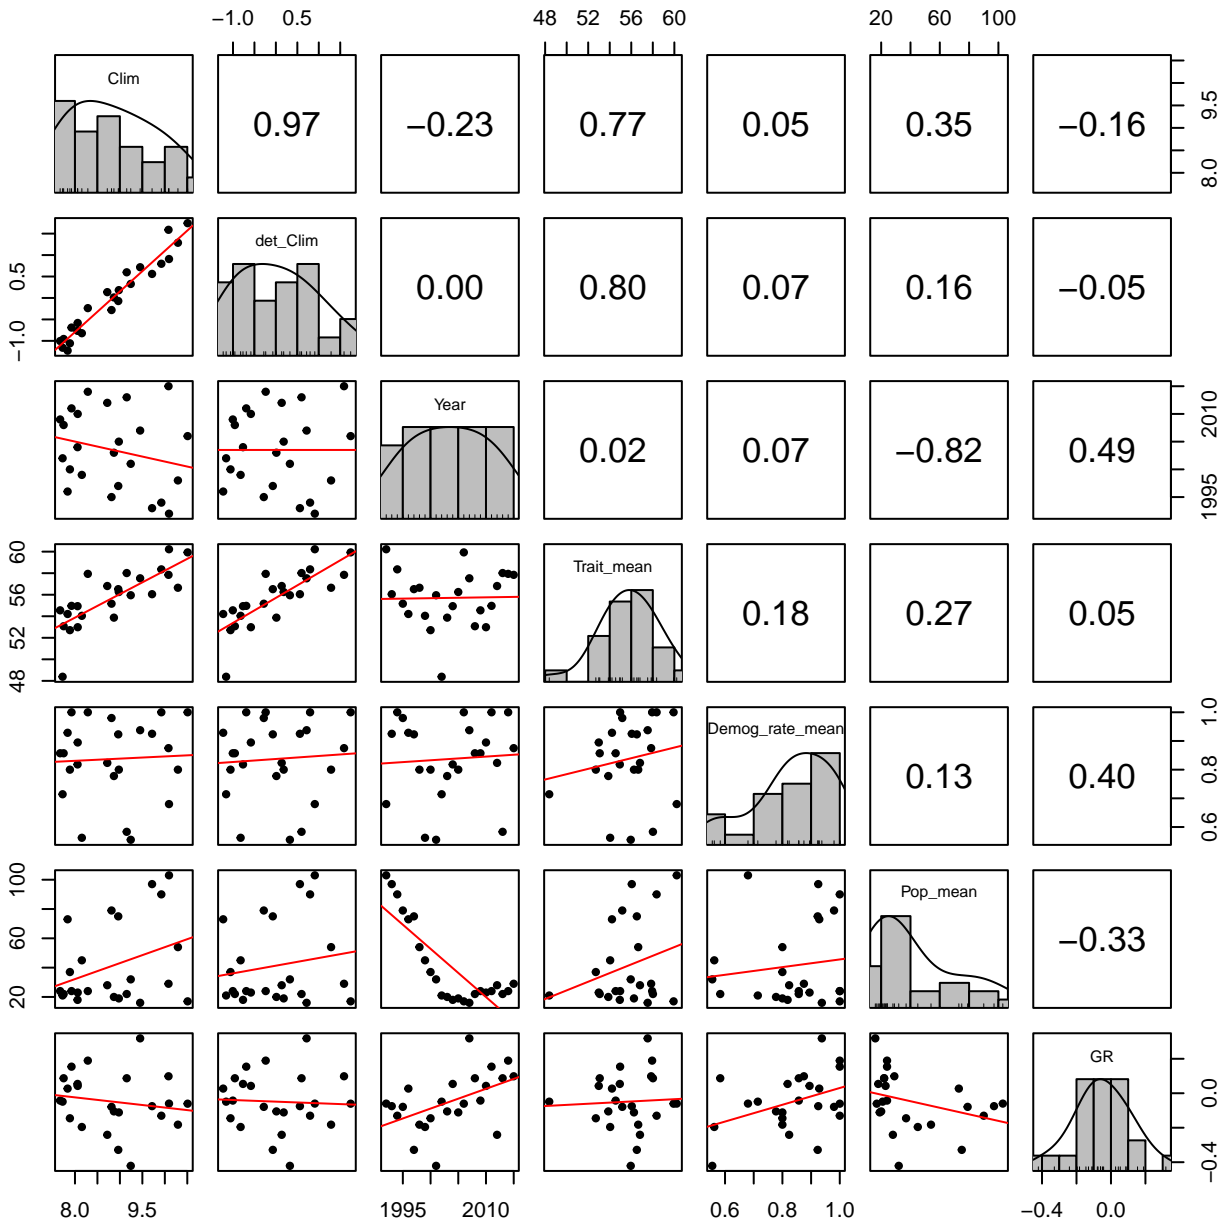 −1.0 0.5 48 52 56 60 20 60 100
Clim 0.97 −0.23 0.77 0.05 0.35 −0.16 8.0 9.5
−1.0 0.5 det_Clim 0.00 0.80 0.07 0.16 −0.05
Year 0.02 0.07 −0.82 0.49 1995 2010
48 52 56 60 Trait_mean 0.18 0.27 0.05
Demog_rate_mean 0.13 0.40 0.6 0.8 1.0
20 60 100 Pop_mean −0.33
GR −0.4 0.0
8.0 9.5 1995 2010 0.6 0.8 1.0 −0.4 0.0